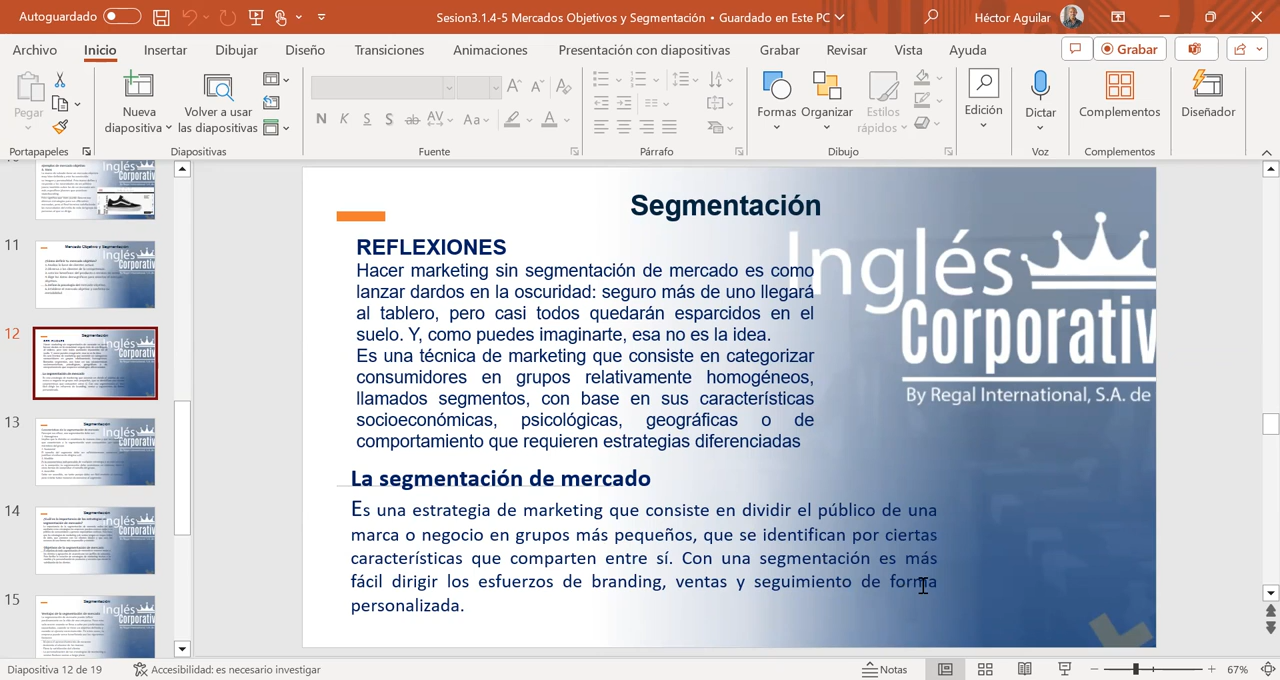 Autoguardado
Sesion3.1.4-5 Mercados Objetivos y Segmentación • Guardado en Este PC
Héctor Aguilar
Archivo Inicio Insertar Dibujar Diseño Transiciones Animaciones Presentación con diapositivas Grabar Revisar Vista Ayuda
Grabar
Pegar
Nueva diapositiva
Volver a usar las diapositivas
N K S S ab AV Aa A
Formas
Organizar
Estilos rápidos
Edición
Dictar
Complementos
Diseñador
Portapapeles
Diapositivas
Fuente
Párrafo
Dibujo
Voz
Complementos
11
12
13
14
15
Segmentación
REFLEXIONES
Hacer marketing sin segmentación de mercado es como
lanzar dardos en la oscuridad: seguro más de uno llegará
al tablero, pero casi todos quedarán esparcidos en el
suelo. Y, como puedes imaginarte, esa no es la idea.
Es una técnica de marketing que consiste en categorizar
consumidores en grupos relativamente homogéneos,
llamados segmentos, con base en sus características
socioeconómicas, psicológicas, geográficas o de
comportamiento que requieren estrategias diferenciadas
La segmentación de mercado
Es una estrategia de marketing que consiste en dividir el público de una
marca o negocio en grupos más pequeños, que se identifican por ciertas
características que comparten entre sí. Con una segmentación es más
fácil dirigir los esfuerzos de branding, ventas y seguimiento de forma
personalizada.
Inglés
Corporativ
By Regal International, S.A. de
Diapositiva 12 de 19
Accesibilidad: es necesario investigar
Notas
67%